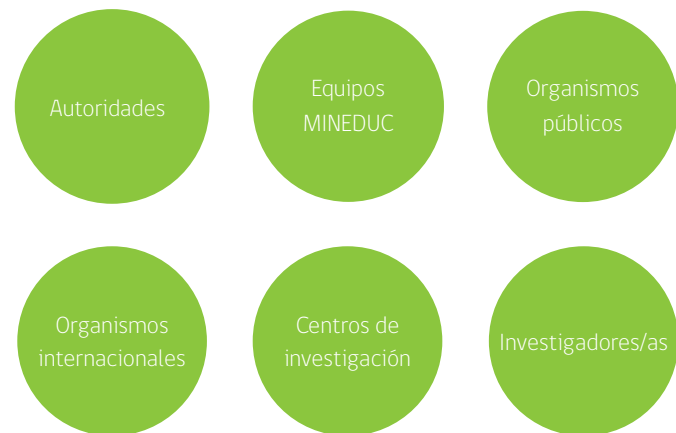 Autoridades
Equipos
MINEDUC
Organismos
públicos
Organismos
internacionales
Centros de
investigación
Investigadores/as